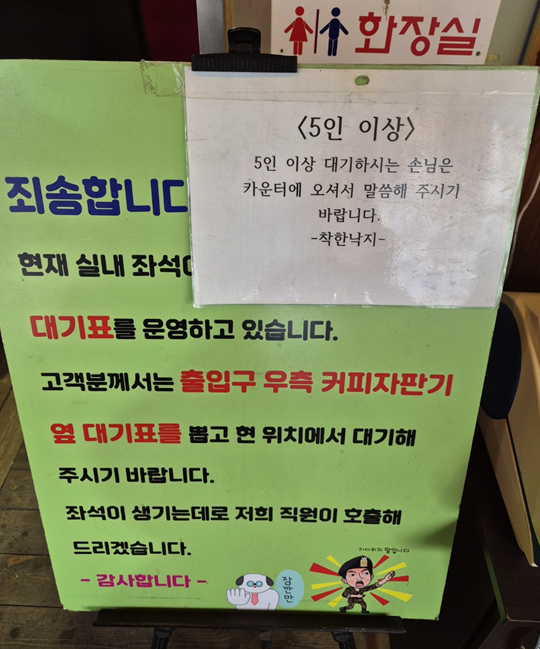 화장실
<5인 이상>
5인 이상 대기하시는 손님은
카운터에 오셔서 말씀해 주시기
바랍니다.
-착한낙지-
죄송합니다
현재 실내 좌석이
대기표를 운영하고 있습니다.
고객분께서는 출입구 우측 커피자판기
옆 대기표를 뽑고 현 위치에서 대기해
주시기 바랍니다.
좌석이 생기는데로 저희 직원이 호출해
드리겠습니다.
- 감사합니다 -
잠깐만